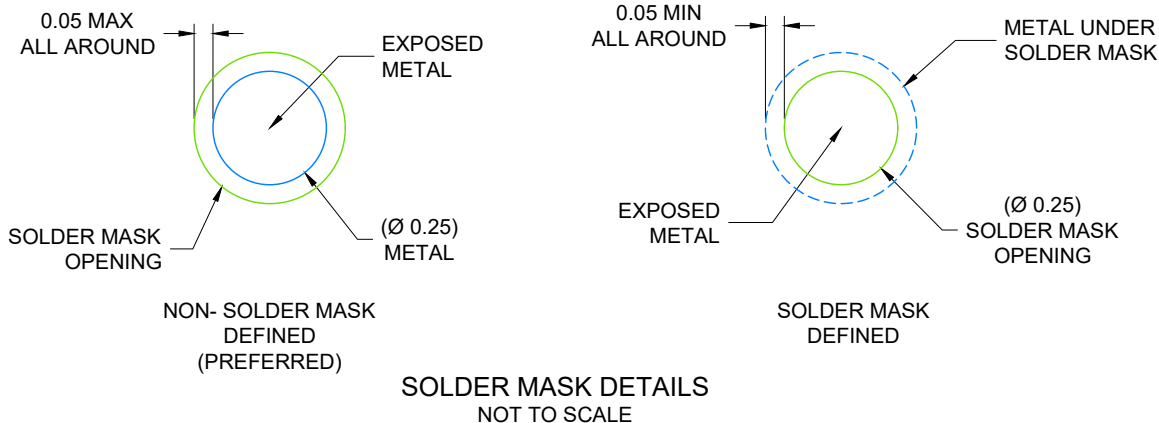 0.05 MAX
ALL AROUND
EXPOSED
METAL
SOLDER MASK
OPENING
(Ø 0.25)
METAL
NON- SOLDER MASK
DEFINED
(PREFERRED)
0.05 MIN
ALL AROUND
METAL UNDER
SOLDER MASK
EXPOSED
METAL
(Ø 0.25)
SOLDER MASK
OPENING
SOLDER MASK
DEFINED
SOLDER MASK DETAILS
NOT TO SCALE